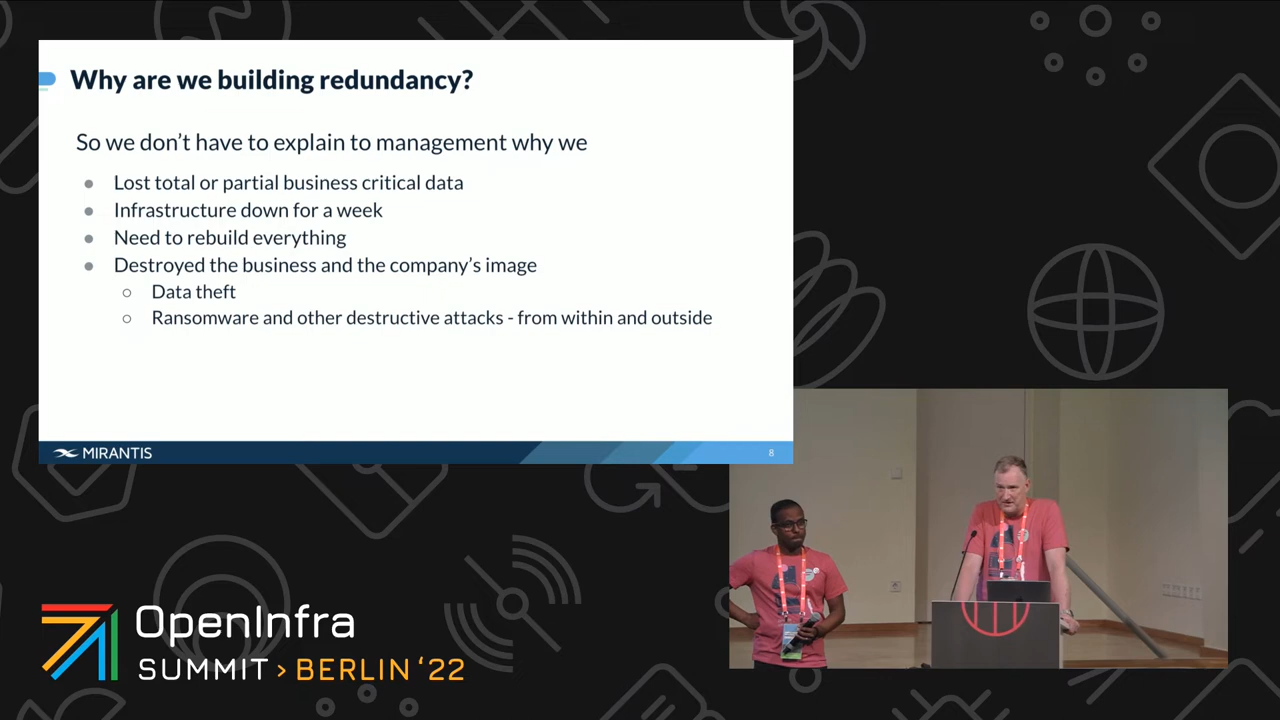 Why are we building redundancy?
So we don't have to explain to management why we
● Lost total or partial business critical data
● Infrastructure down for a week
● Need to rebuild everything
● Destroyed the business and the company's image
○ Data theft
○ Ransomware and other destructive attacks - from within and outside
MIRANTIS
8
OpenInfra
SUMMIT > BERLIN ‘22